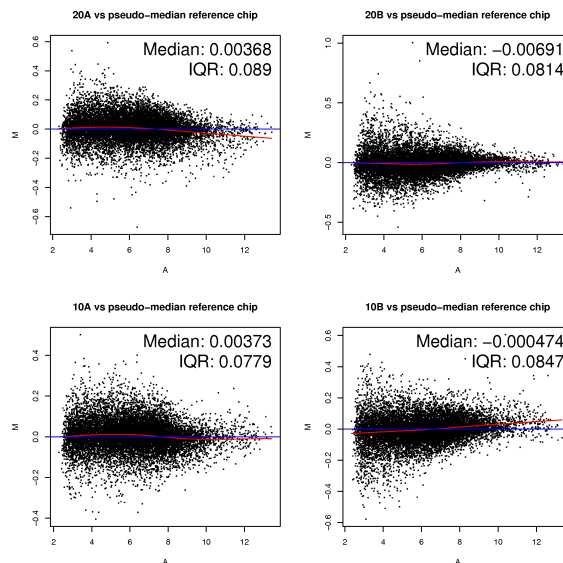 20A vs pseudo−median reference chip
Median: 0.00368
IQR: 0.089
0.6
0.4
0.2
0.0
−0.2
−0.4
−0.6
M
2 4 6 8 10 12
A
20B vs pseudo−median reference chip
Median: −0.00691
IQR: 0.0814
1.0
0.5
0.0
−0.5
M
2 4 6 8 10 12
A
10A vs pseudo−median reference chip
Median: 0.00373
IQR: 0.0779
0.4
0.2
0.0
−0.2
−0.4
M
2 4 6 8 10 12
A
10B vs pseudo−median reference chip
Median: −0.000474
IQR: 0.0847
0.6
0.4
0.2
0.0
−0.2
−0.4
−0.6
M
2 4 6 8 10 12
A